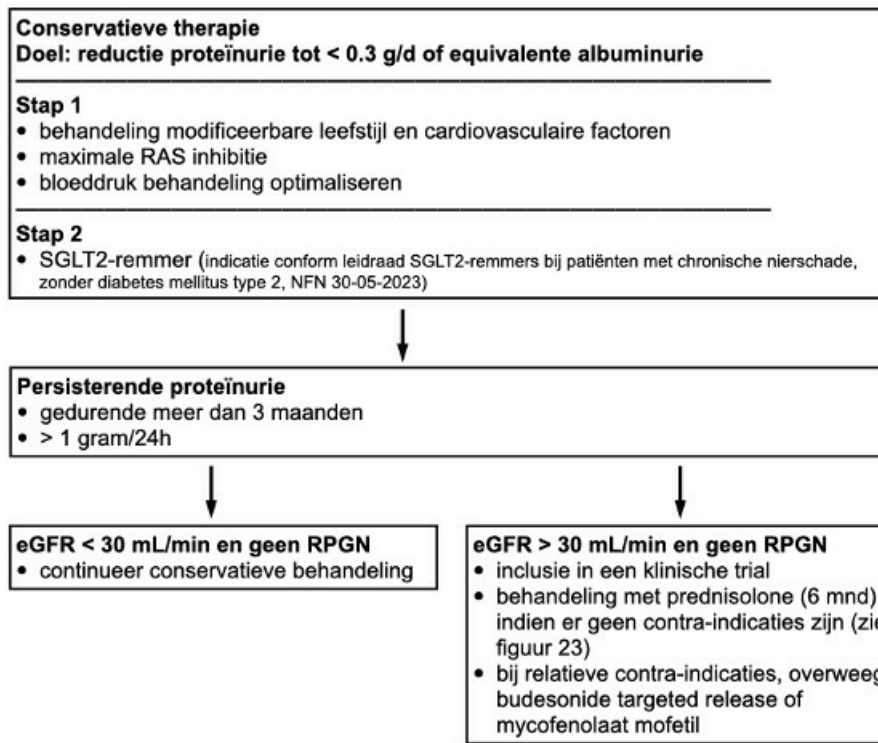 Conservatieve therapie
Doel: reductie proteïnurie tot < 0.3 g/d of equivalente albuminurie
Stap 1
• behandeling modificeerbare leefstijl en cardiovasculaire factoren
• maximale RAS inhibitie
• bloeddruk behandeling optimaliseren
Stap 2
• SGLT2-remmer (indicatie conform leidraad SGLT2-remmers bij patiënten met chronische nierschade,
zonder diabetes mellitus type 2, NFN 30-05-2023)
Persisterende proteïnurie
• gedurende meer dan 3 maanden
• > 1 gram/24h
eGFR < 30 mL/min en geen RPGN
• continueer conservatieve behandeling
eGFR > 30 mL/min en geen RPGN
• inclusie in een klinische trial
• behandeling met prednisolone (6 mnd)
indien er geen contra-indicaties zijn (zie
figuur 23)
• bij relatieve contra-indicaties, overweeg
budesonide targeted release of
mycofenolaat mofetil